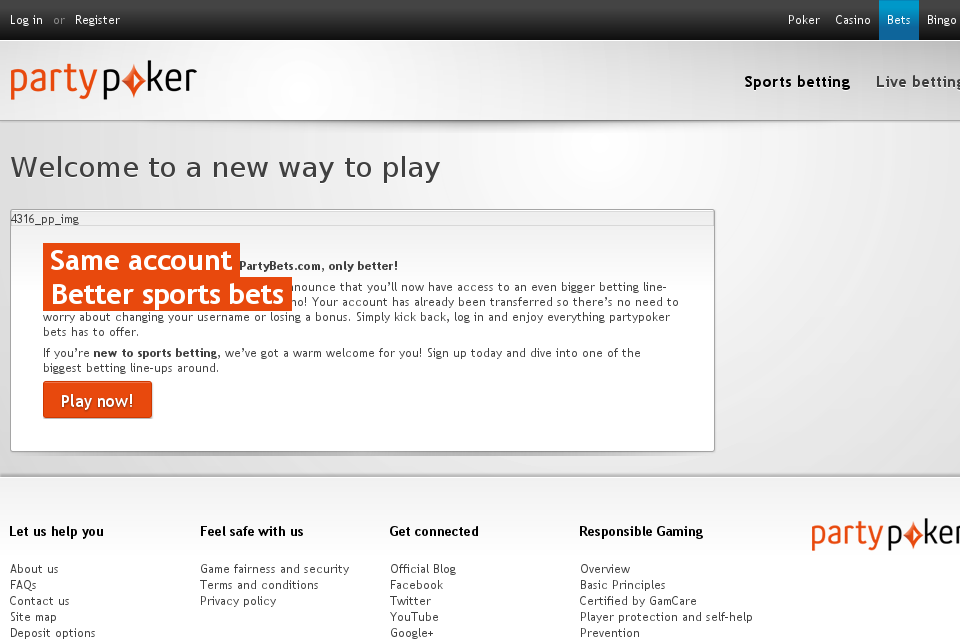 Log in or Register Poker Casino Bets Bingo
partypoker
Sports betting Live betting
Welcome to a new way to play
4316_pp_img
Same account
PartyBets.com, only better!
Better sports bets
announce that you'll now have access to an even bigger betting line-
no! Your account has already been transferred so there's no need to
worry about changing your username or losing a bonus. Simply kick back, log in and enjoy everything partypoker
bets has to offer.
If you're new to sports betting, we've got a warm welcome for you! Sign up today and dive into one of the
biggest betting line-ups around.
Play now!
Let us help you Feel safe with us Get connected Responsible Gaming
partypoker
About us Game fairness and security Official Blog Overview
FAQs Terms and conditions Facebook Basic Principles
Contact us Privacy policy Twitter Certified by GamCare
Site map YouTube Player protection and self-help
Deposit options Google+ Prevention